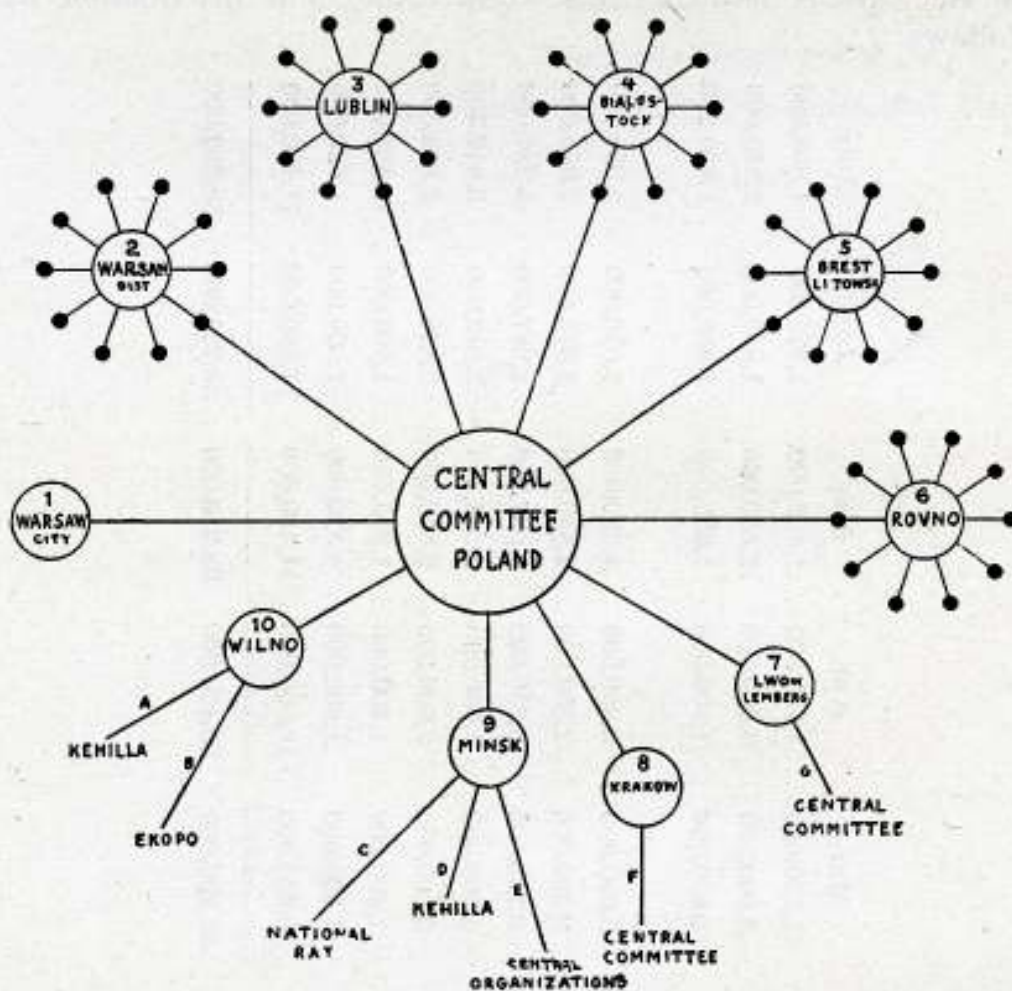 3
LUBLIN
4
BIALOS-
TOCK
2
WARSAW
DIST
5
BREST
LITOWSK
CENTRAL
COMMITTEE
POLAND
1
WARSAW
CITY
6
ROVNO
10
WILNO
A
KEHILLA
B
EKOPO
9
MINSK
C
NATIONAL
RAT
D
KEHILLA
E
CENTRAL
ORGANIZATIONS
8
KRAKOW
F
CENTRAL
COMMITTEE
7
LWOW
LEMBERG
G
CENTRAL
COMMITTEE